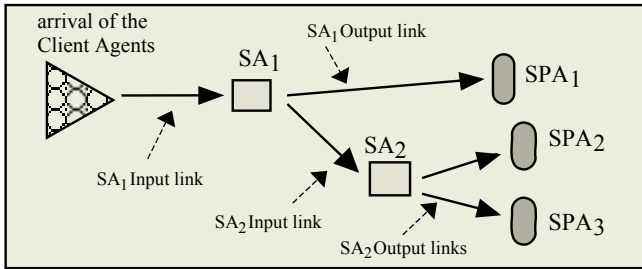 arrival of the
Client Agents
SA1 Output link
SA1
SPA1
SA1 Input link
SA2
SPA2
SA2 Input link
SPA3
SA2 Output links